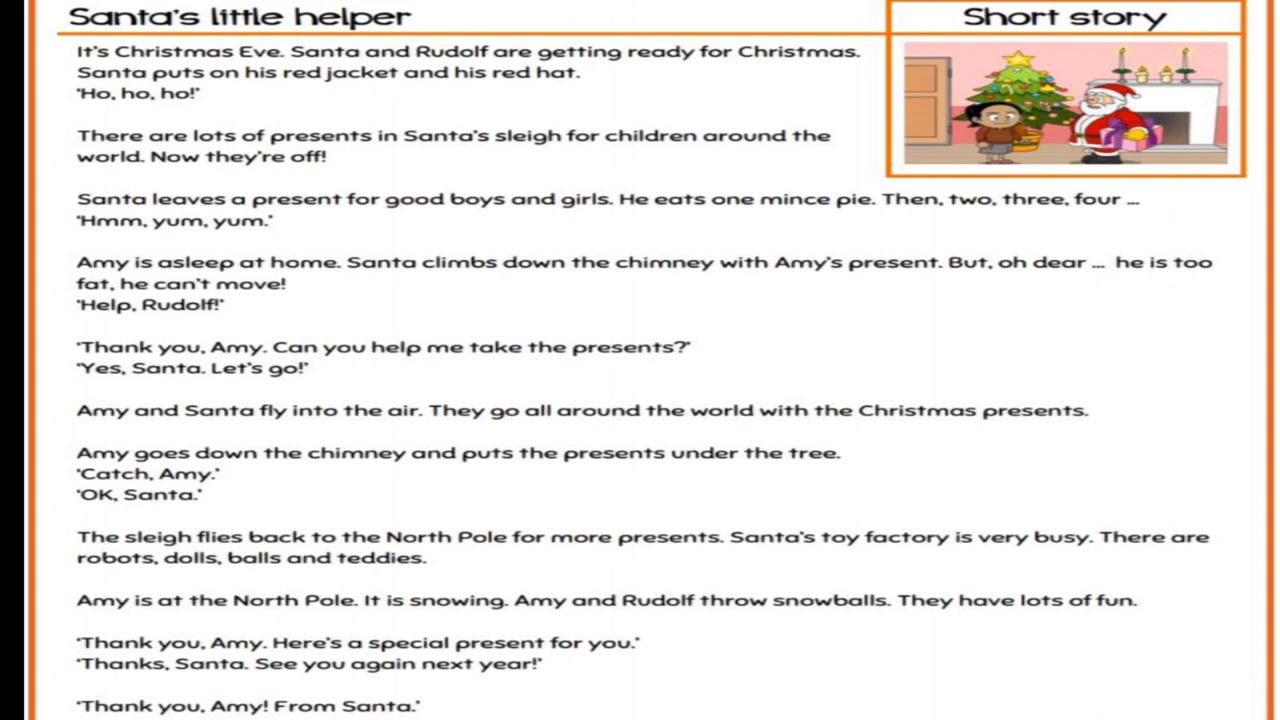 Santa's little helper
Short story
It's Christmas Eve. Santa and Rudolf are getting ready for Christmas.
Santa puts on his red jacket and his red hat.
'Ho, ho, ho!'
There are lots of presents in Santa's sleigh for children around the
world. Now they're off!
Santa leaves a present for good boys and girls. He eats one mince pie. Then, two, three, four ...
'Hmm, yum, yum.'
Amy is asleep at home. Santa climbs down the chimney with Amy's present. But, oh dear ... he is too
fat, he can't move!
'Help, Rudolf!'
'Thank you, Amy. Can you help me take the presents?'
'Yes, Santa. Let's go!'
Amy and Santa fly into the air. They go all around the world with the Christmas presents.
Amy goes down the chimney and puts the presents under the tree.
'Catch, Amy.'
'OK, Santa.'
The sleigh flies back to the North Pole for more presents. Santa's toy factory is very busy. There are
robots, dolls, balls and teddies.
Amy is at the North Pole. It is snowing. Amy and Rudolf throw snowballs. They have lots of fun.
'Thank you, Amy. Here's a special present for you.'
'Thanks, Santa. See you again next year!'
'Thank you, Amy! From Santa.'